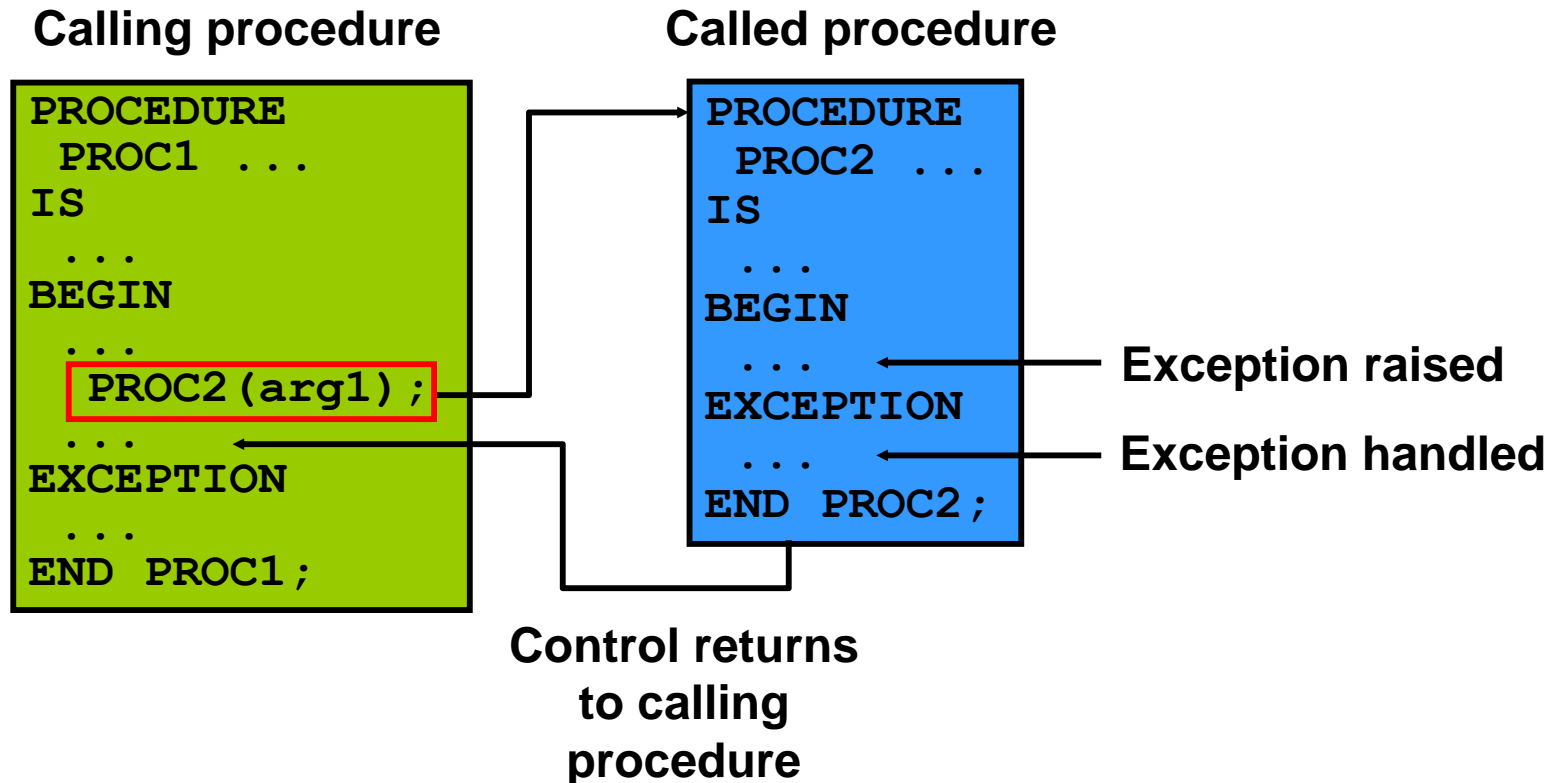 Calling procedure
PROCEDURE
PROC1 ...
IS
...
BEGIN
...
PROC2(arg1);
...
EXCEPTION
...
END PROC1;
Called procedure
PROCEDURE
PROC2 ...
IS
...
BEGIN
...
EXCEPTION
...
END PROC2;
Exception raised
Exception handled
Control returns
to calling
procedure